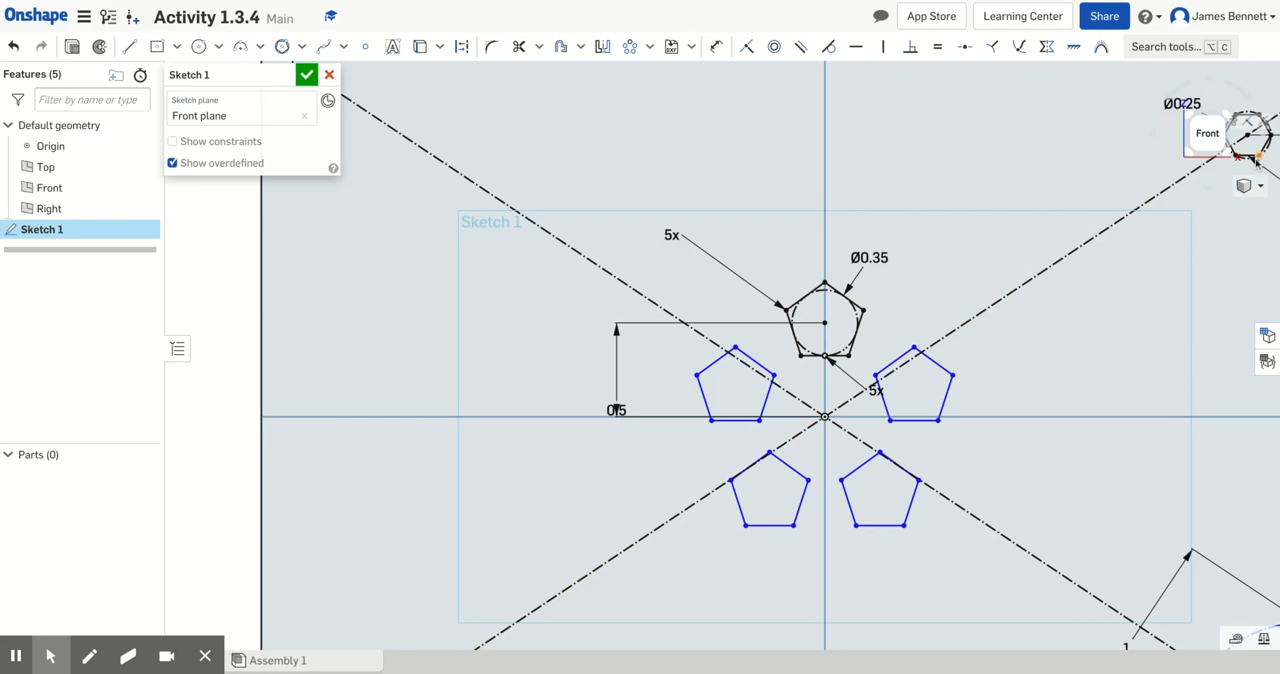 Onshape Activity 1.3.4 Main App Store Learning Center Share James Bennett
Search tools... ⌥ C
Features (5)
Sketch 1
Filter by name or type
Sketch plane
Front plane
Default geometry
Show constraints
Origin
Show overdefined
Top
Front
Right
Sketch 1
Parts (0)
Sketch 1
5x
Ø0.35
0.5
5x
Ø0.25
Front
1
Assembly 1